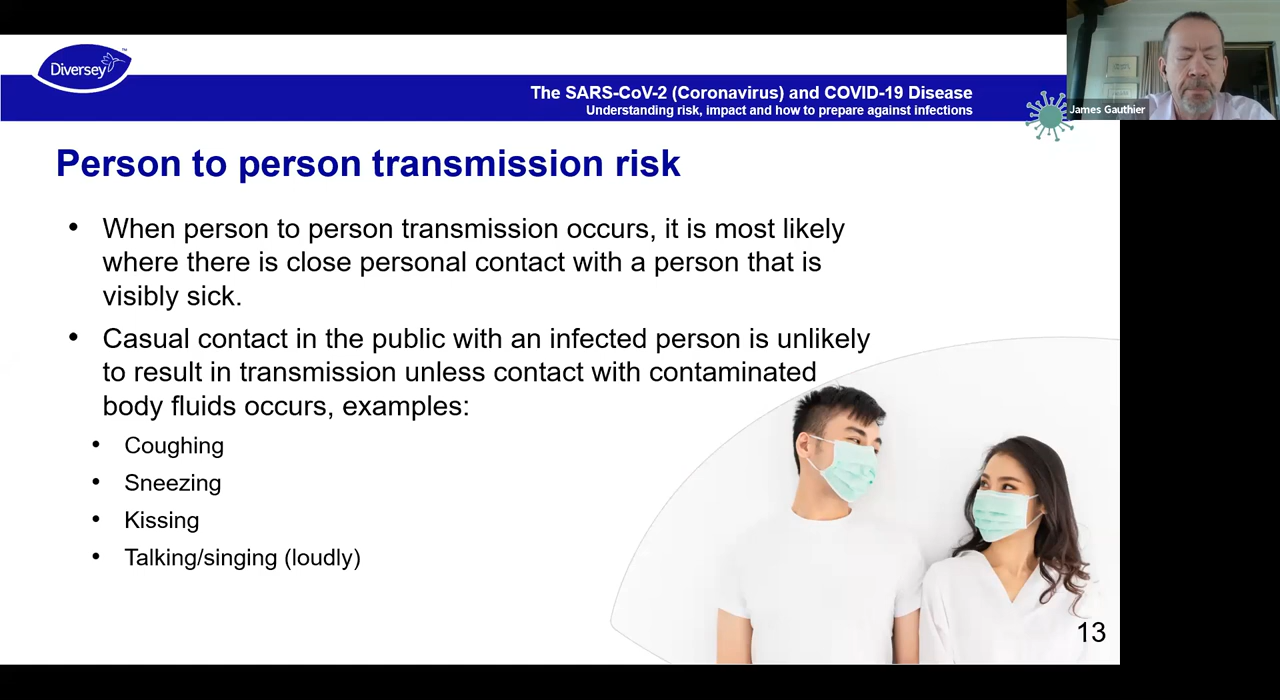 Diversey
The SARS-CoV-2 (Coronavirus) and COVID-19 Disease
Understanding risk, impact and how to prepare against infections
James Gauthier
Person to person transmission risk
• When person to person transmission occurs, it is most likely
where there is close personal contact with a person that is
visibly sick.
• Casual contact in the public with an infected person is unlikely
to result in transmission unless contact with contaminated
body fluids occurs, examples:
• Coughing
• Sneezing
• Kissing
• Talking/singing (loudly)
13